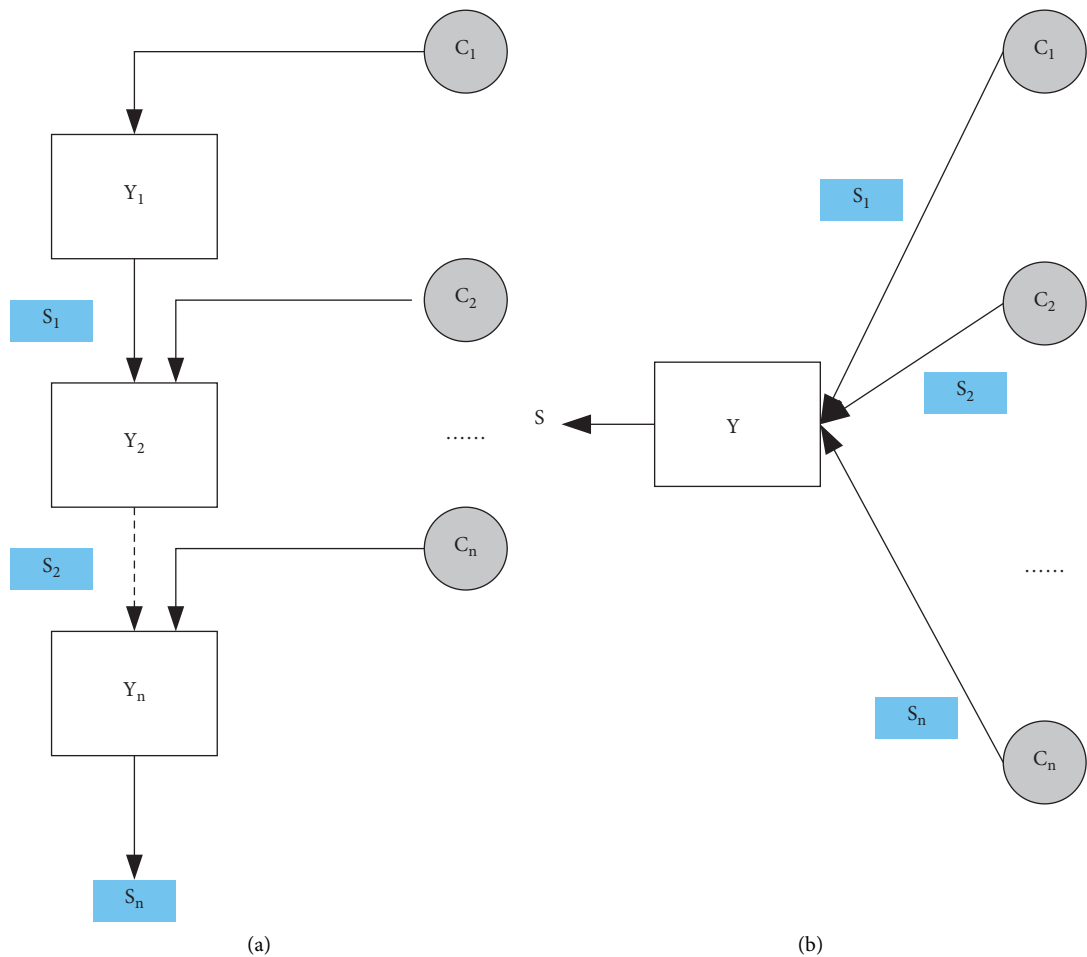 C₁
Y₁
S₁
C₂
Y₂
......
S₂
Cₙ
Yₙ
Sₙ
(a)
C₁
S₁
C₂
S₂
S
Y
......
Sₙ
Cₙ
(b)